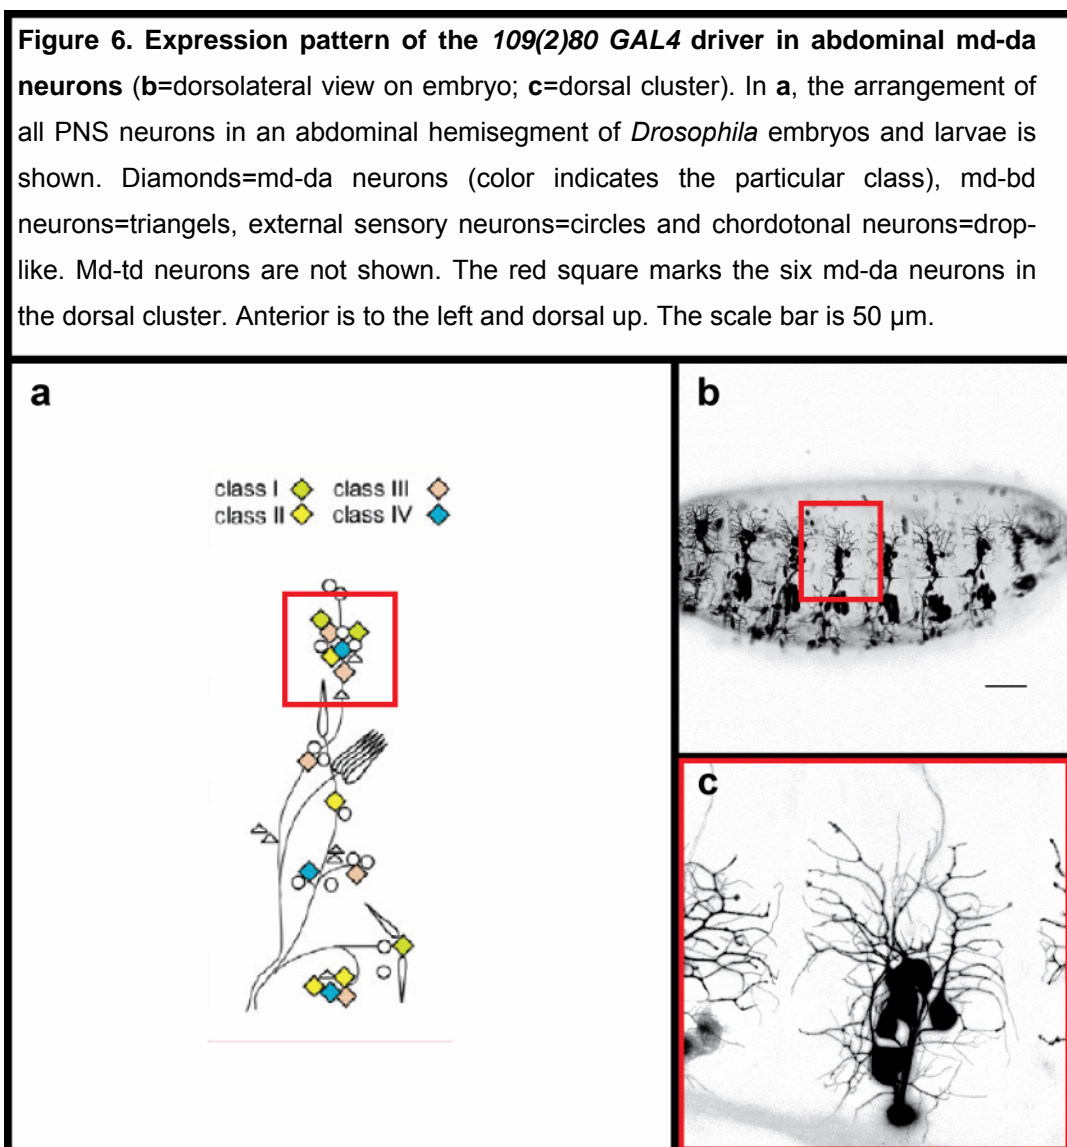 Figure 6. Expression pattern of the 109(2)80 GAL4 driver in abdominal md-da
neurons (b=dorsolateral view on embryo; c=dorsal cluster). In a, the arrangement of
all PNS neurons in an abdominal hemisegment of Drosophila embryos and larvae is
shown. Diamonds=md-da neurons (color indicates the particular class), md-bd
neurons=triangels, external sensory neurons=circles and chordotonal neurons=drop-
like. Md-td neurons are not shown. The red square marks the six md-da neurons in
the dorsal cluster. Anterior is to the left and dorsal up. The scale bar is 50 µm.
a
class I class III
class II class IV
b
c